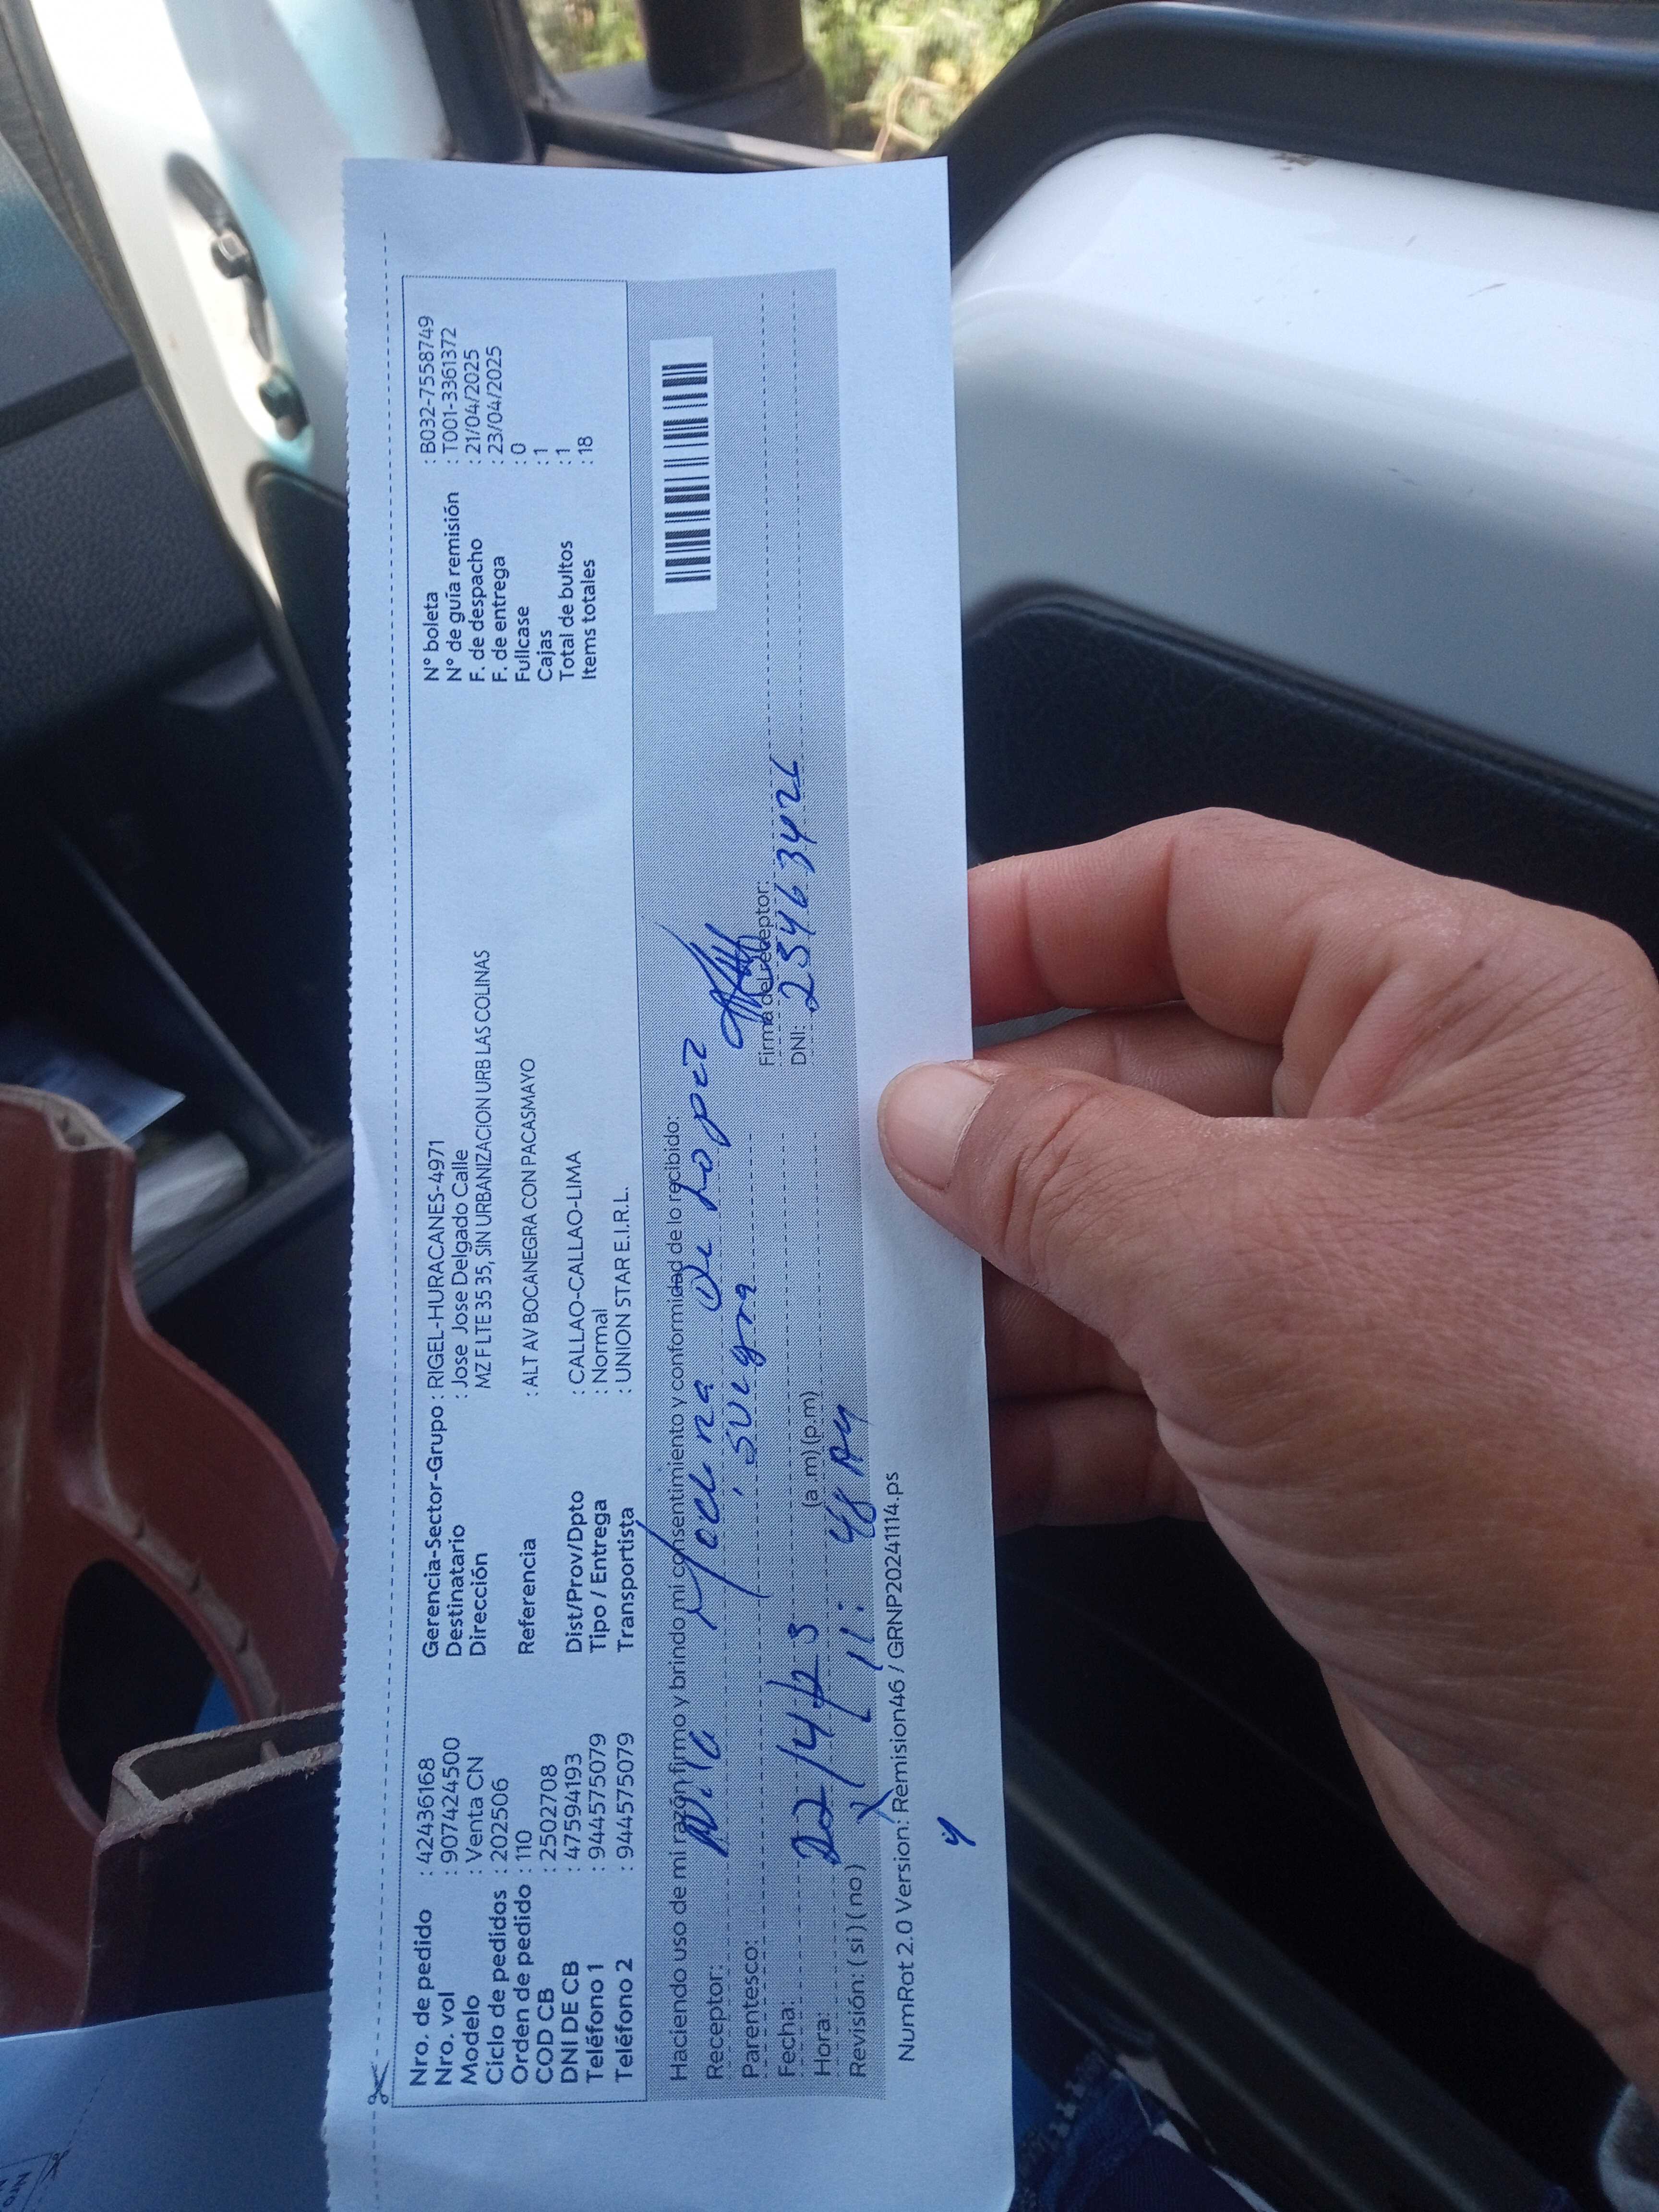 Nro. de pedido : 42436168
Nro. vol : 907424500
Modelo : Venta CN
Ciclo de pedidos : 202506
Orden de pedido : 110
COD CB : 2502708
DNI DE CB : 47594193
Teléfono 1 : 944575079
Teléfono 2 : 944575079
Gerencia-Sector-Grupo : RIGEL-HURACANES-4971
Destinatario : Jose Jose Delgado Calle
Dirección MZ F LTE 35 35, SIN URBANIZACION URB LAS COLINAS
Referencia : ALT AV BOCANEGRA CON PACASMAYO
Dist/Prov/Dpto : CALLAO-CALLAO-LIMA
Tipo / Entrega : Normal
Transportista : UNION STAR E.I.R.L.
N° boleta : B032-7558749
N° de guía remisión : T001-3361372
F. de despacho : 21/04/2025
F. de entrega : 23/04/2025
Fullcase : 0
Cajas : 1
Total de bultos : 1
Items totales : 18
Haciendo uso de mi razón firmo y brindo mi consentimiento y conformidad de lo recibido:
Receptor: de Lopez
Parentesco: suegra
Firma del receptor:
Fecha: 22/4/25
DNI: 23463426
Hora: 11:48 AM (a.m) (p.m)
Revisión: ( si ) ( no ) X
NumRot 2.0 Version: Remision46 / GRNP20241114.ps